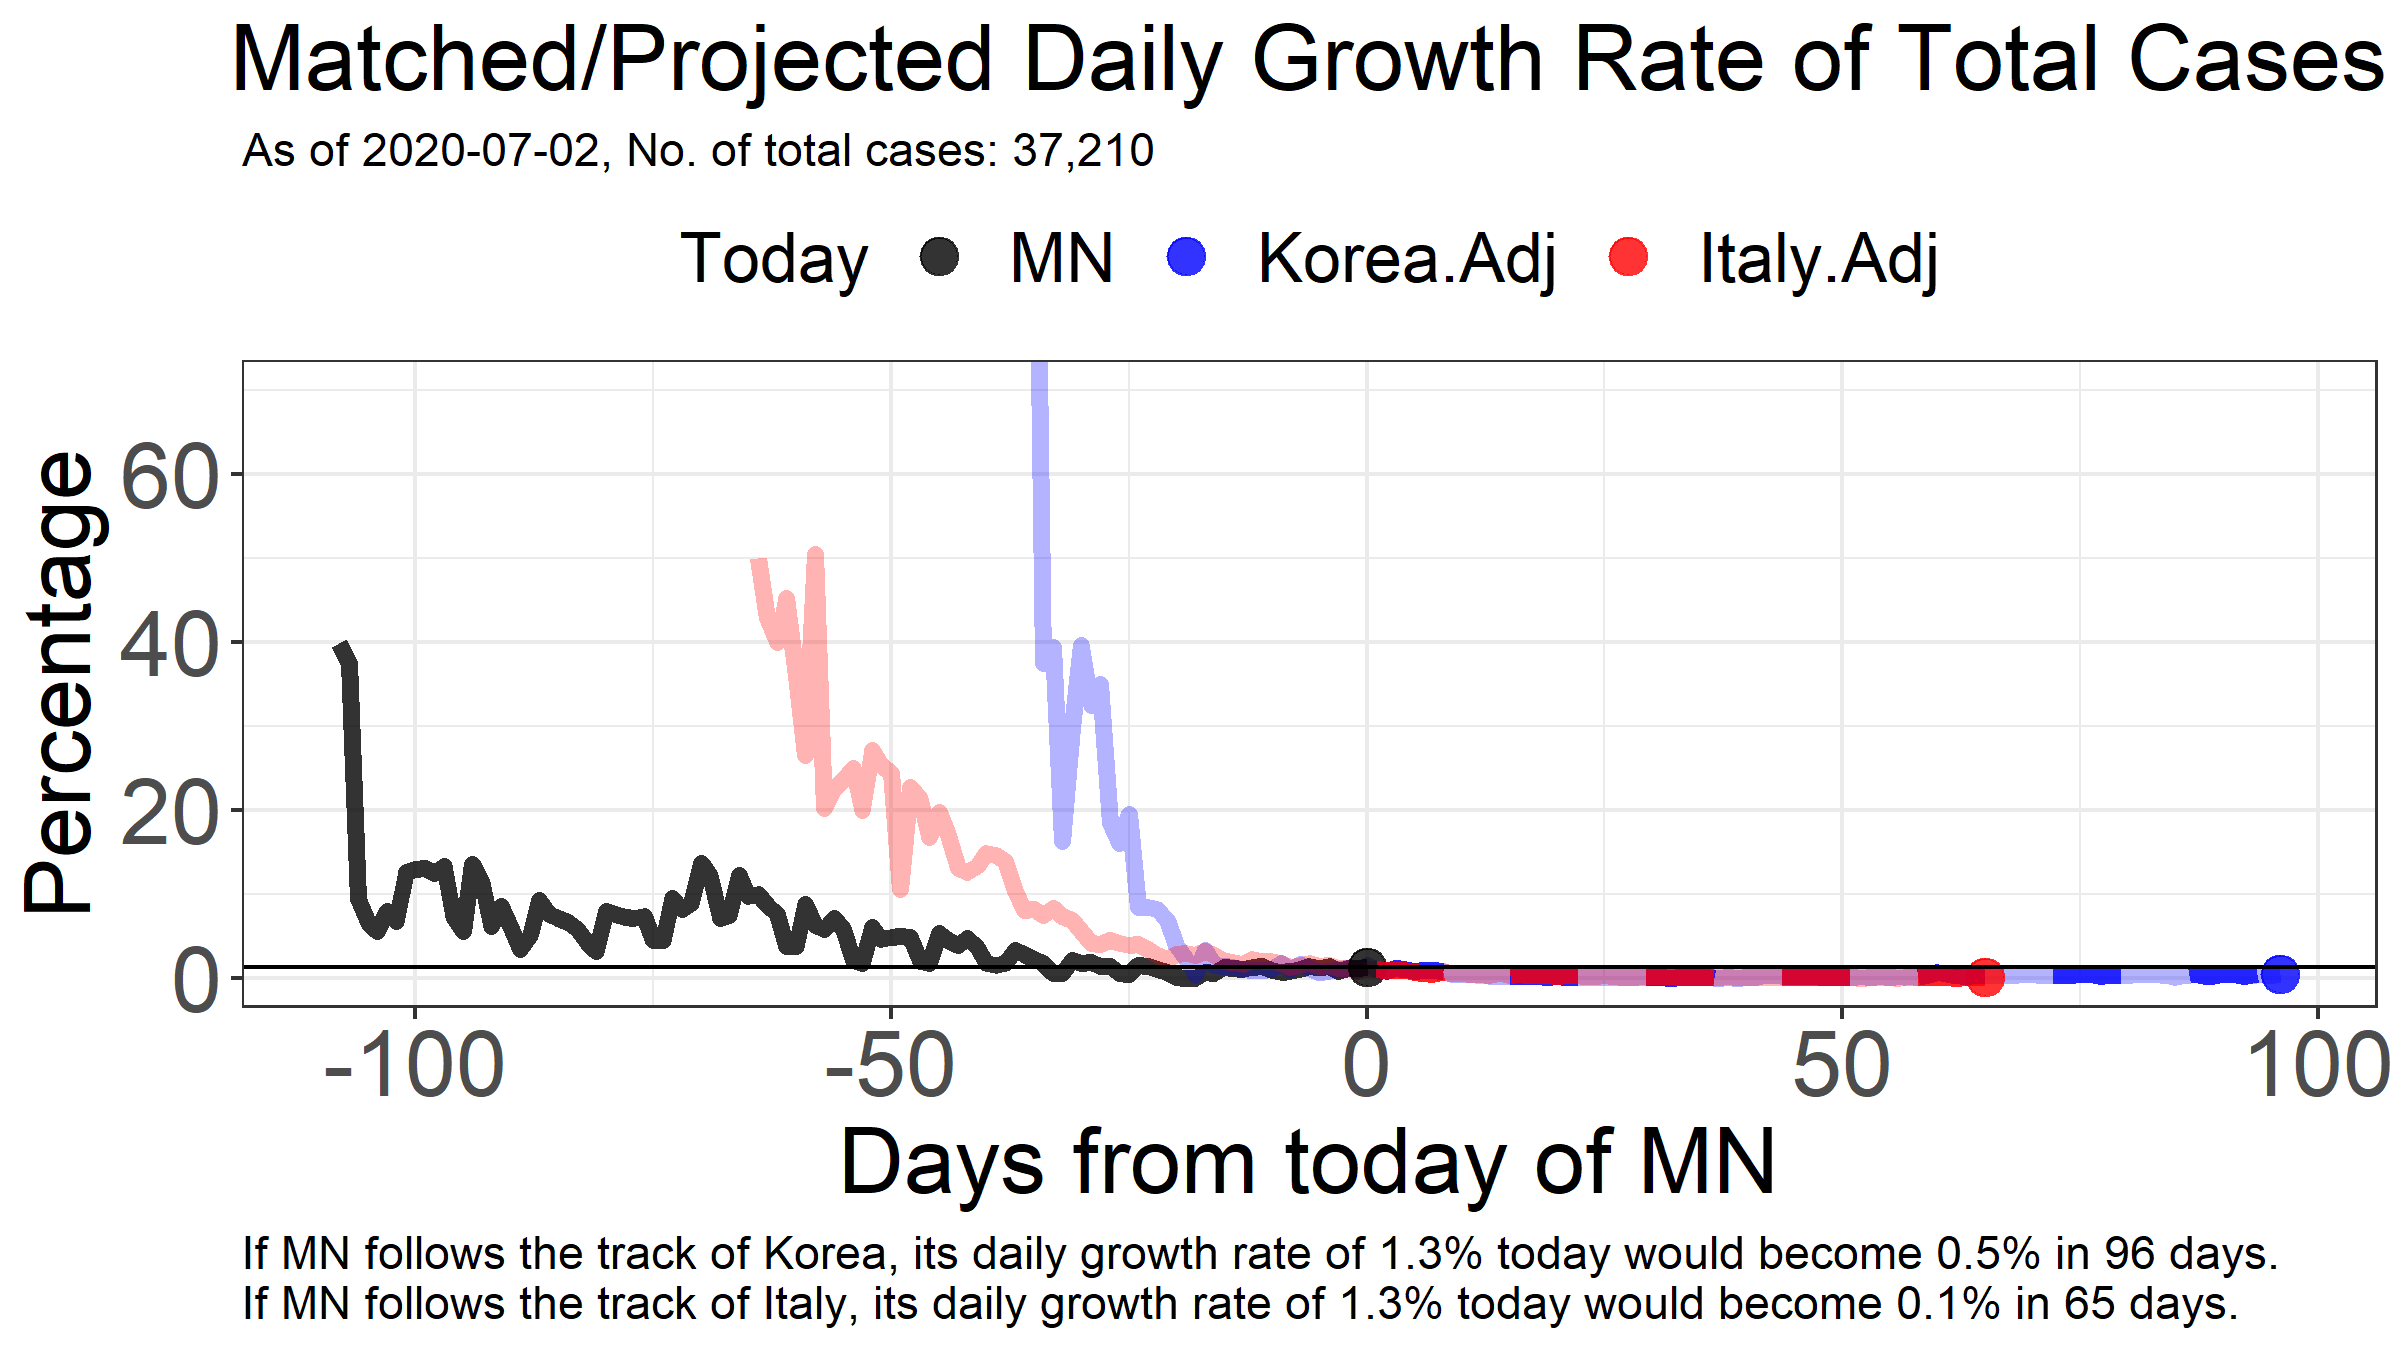 Matched/Projected Daily Growth Rate of Total Cases
As of 2020-07-02, No. of total cases: 37,210
Today MN Korea.Adj Italy.Adj
Percentage
60
40
20
0
-100 -50 0 50 100
Days from today of MN
If MN follows the track of Korea, its daily growth rate of 1.3% today would become 0.5% in 96 days.
If MN follows the track of Italy, its daily growth rate of 1.3% today would become 0.1% in 65 days.